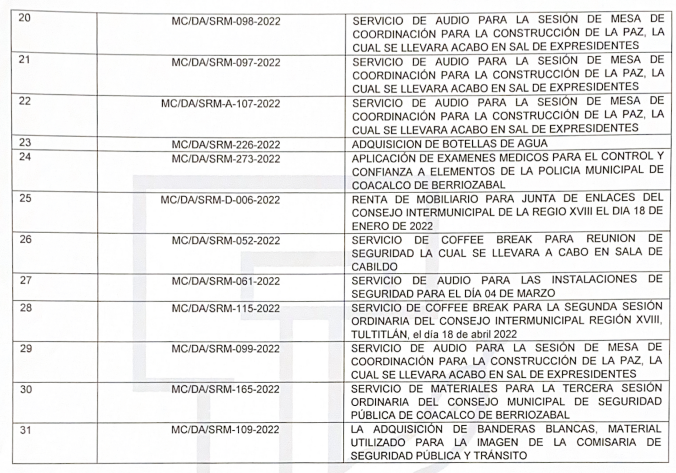 20 MC/DA/SRM-098-2022 SERVICIO DE AUDIO PARA LA SESIÓN DE MESA DE
COORDINACIÓN PARA LA CONSTRUCCIÓN DE LA PAZ, LA
CUAL SE LLEVARA ACABO EN SAL DE EXPRESIDENTES
21 MC/DA/SRM-097-2022 SERVICIO DE AUDIO PARA LA SESIÓN DE MESA DE
COORDINACIÓN PARA LA CONSTRUCCIÓN DE LA PAZ, LA
CUAL SE LLEVARA ACABO EN SAL DE EXPRESIDENTES
22 MC/DA/SRM-A-107-2022 SERVICIO DE AUDIO PARA LA SESIÓN DE MESA DE
COORDINACIÓN PARA LA CONSTRUCCIÓN DE LA PAZ, LA
CUAL SE LLEVARA ACABO EN SAL DE EXPRESIDENTES
23 MC/DA/SRM-226-2022 ADQUISICION DE BOTELLAS DE AGUA
24 MC/DA/SRM-273-2022 APLICACIÓN DE EXAMENES MEDICOS PARA EL CONTROL Y
CONFIANZA A ELEMENTOS DE LA POLICIA MUNICIPAL DE
COACALCO DE BERRIOZABAL
25 MC/DA/SRM-D-006-2022 RENTA DE MOBILIARIO PARA JUNTA DE ENLACES DEL
CONSEJO INTERMUNICIPAL DE LA REGIO XVIII EL DIA 18 DE
ENERO DE 2022
26 MC/DA/SRM-052-2022 SERVICIO DE COFFEE BREAK PARA REUNION DE
SEGURIDAD LA CUAL SE LLEVARA A CABO EN SALA DE
CABILDO
27 MC/DA/SRM-061-2022 SERVICIO DE AUDIO PARA LAS INSTALACIONES DE
SEGURIDAD PARA EL DÍA 04 DE MARZO
28 MC/DA/SRM-115-2022 SERVICIO DE COFFEE BREAK PARA LA SEGUNDA SESIÓN
ORDINARIA DEL CONSEJO INTERMUNICIPAL REGIÓN XVIII,
TULTITLÁN, el día 18 de abril 2022
29 MC/DA/SRM-099-2022 SERVICIO DE AUDIO PARA LA SESIÓN DE MESA DE
COORDINACIÓN PARA LA CONSTRUCCIÓN DE LA PAZ, LA
CUAL SE LLEVARA ACABO EN SAL DE EXPRESIDENTES
30 MC/DA/SRM-165-2022 SERVICIO DE MATERIALES PARA LA TERCERA SESIÓN
ORDINARIA DEL CONSEJO MUNICIPAL DE SEGURIDAD
PÚBLICA DE COACALCO DE BERRIOZABAL
31 MC/DA/SRM-109-2022 LA ADQUISICIÓN DE BANDERAS BLANCAS, MATERIAL
UTILIZADO PARA LA IMAGEN DE LA COMISARIA DE
SEGURIDAD PÚBLICA Y TRÁNSITO